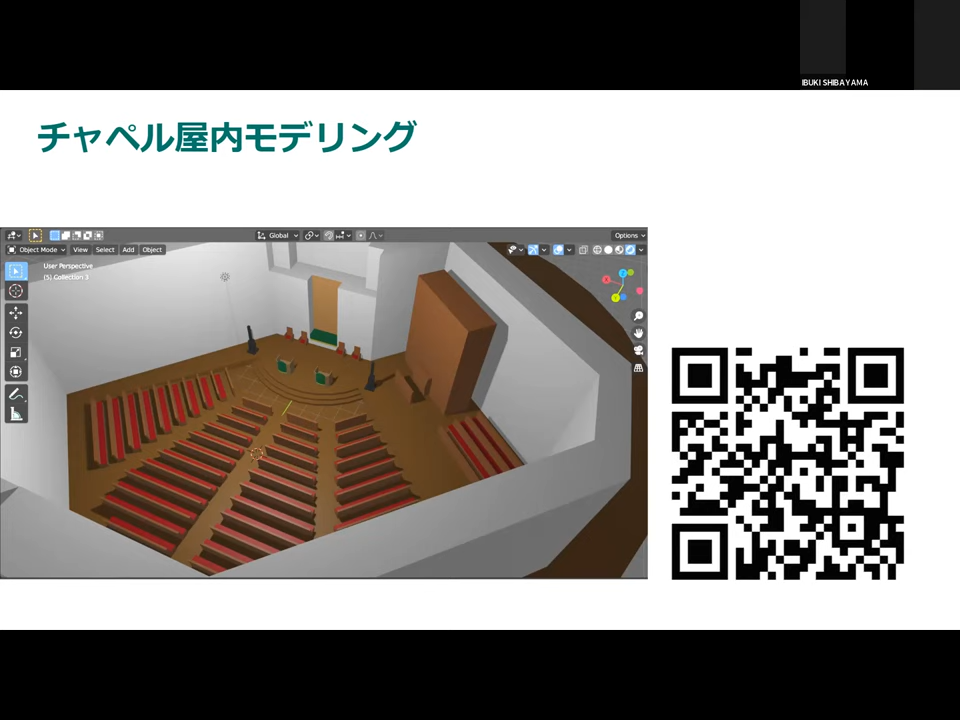 IBUKI SHIBAYAMA
チャペル屋内モデリング
Global
Options
Object Mode
View
Select
Add
Object
User Perspective
(5) Collection 3